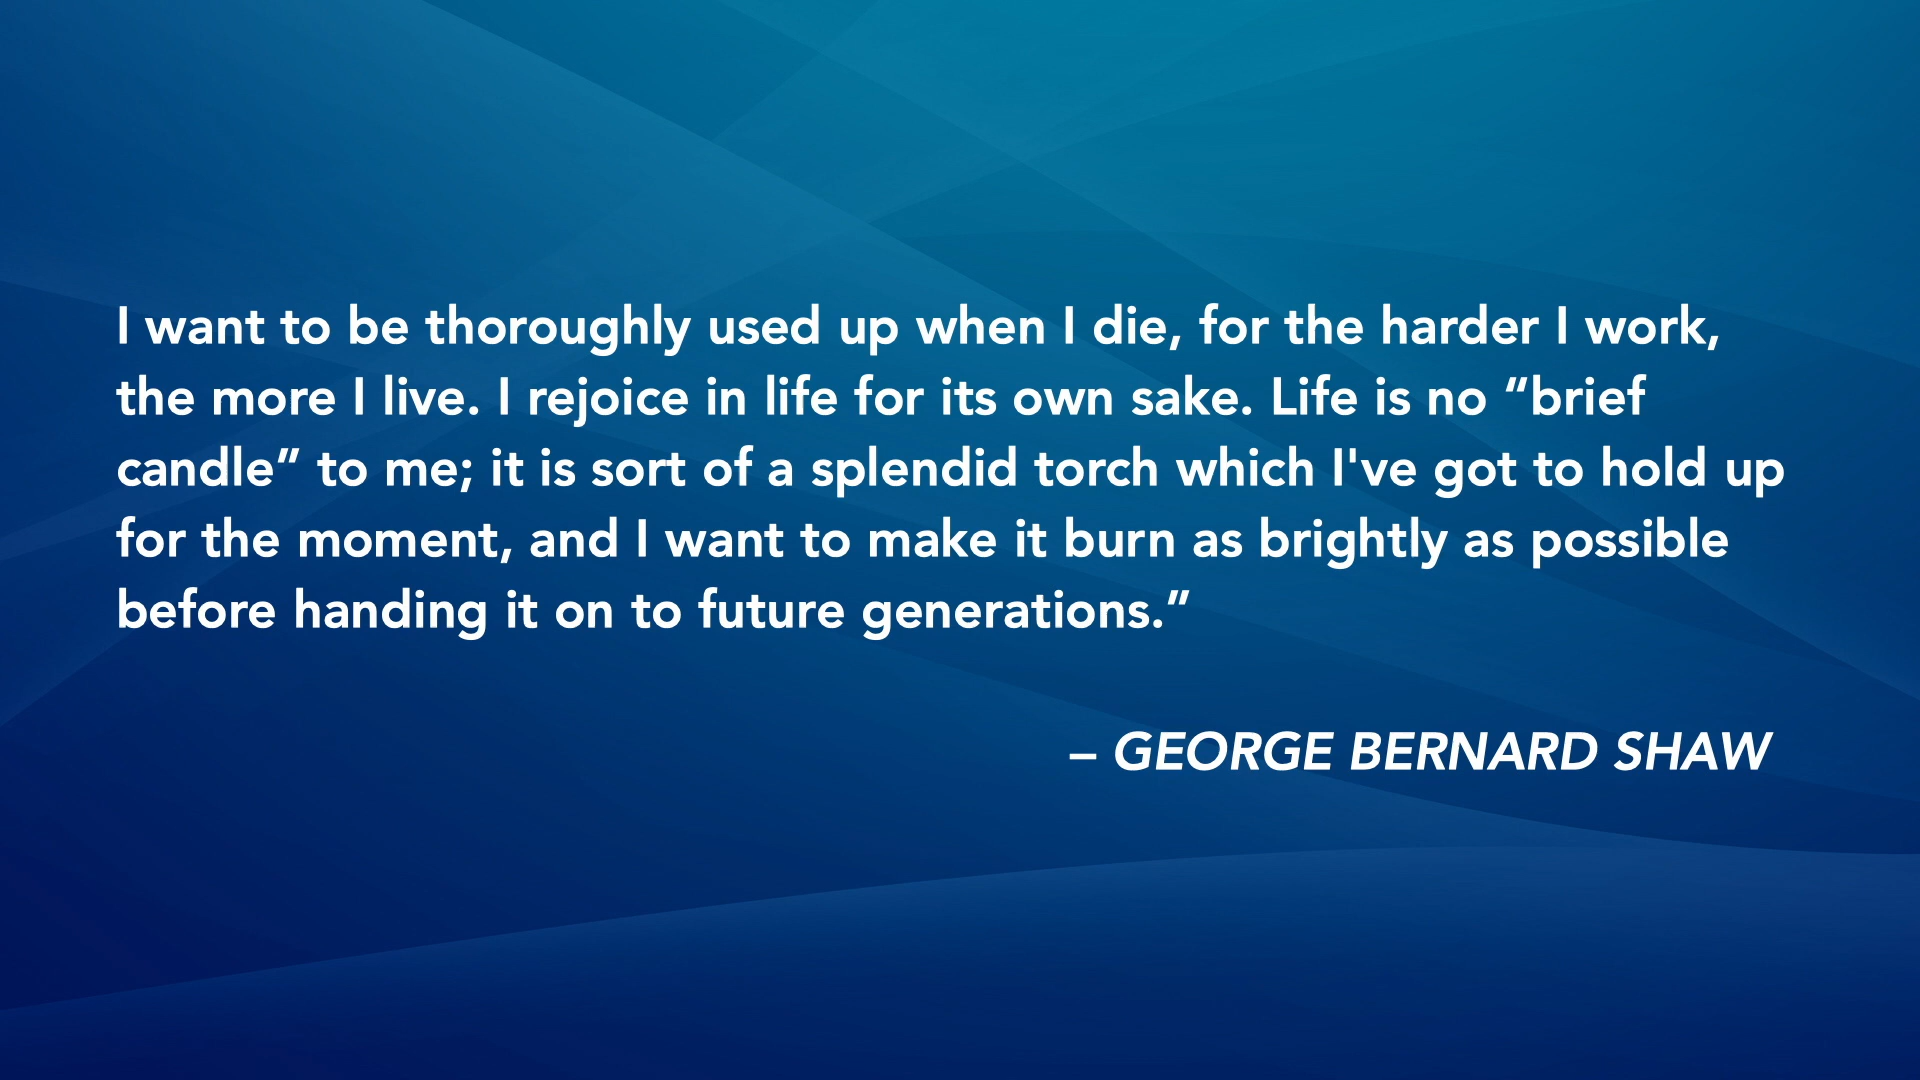 I want to be thoroughly used up when I die, for the harder I work,
the more I live. I rejoice in life for its own sake. Life is no “brief
candle” to me; it is sort of a splendid torch which I've got to hold up
for the moment, and I want to make it burn as brightly as possible
before handing it on to future generations.”
– GEORGE BERNARD SHAW